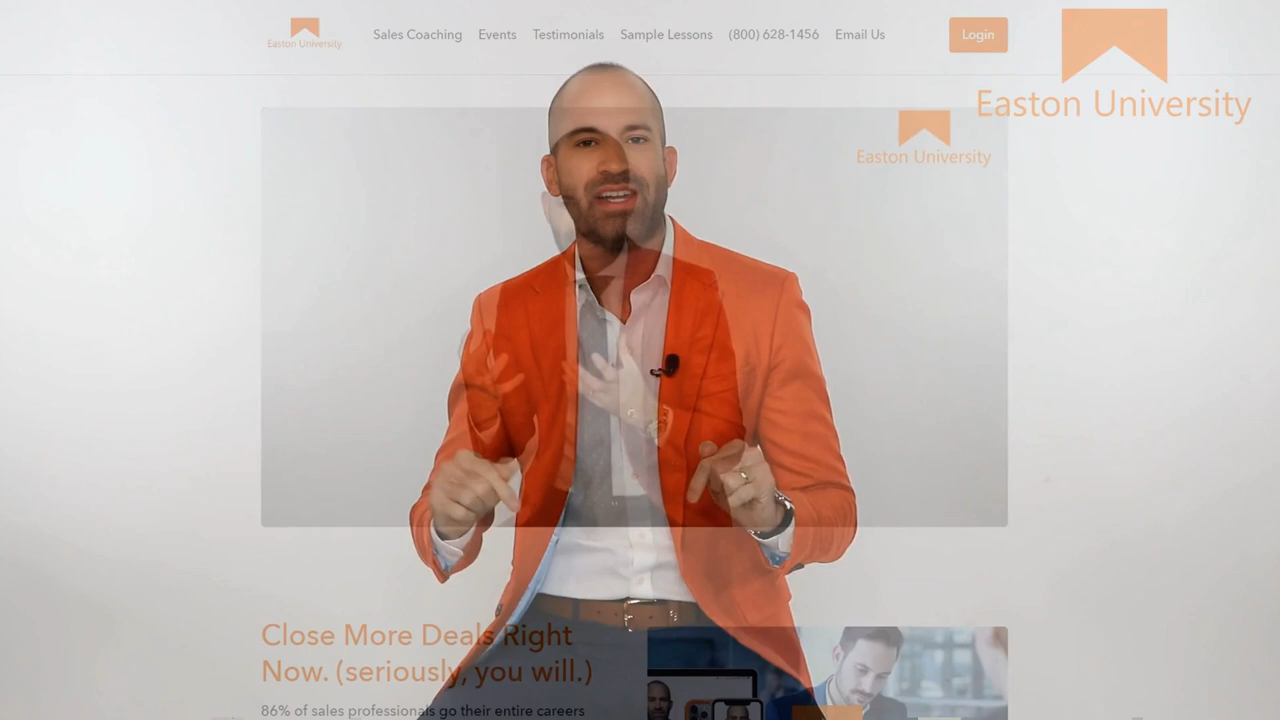 Easton University
Sales Coaching Events Testimonials Sample Lessons (800) 628-1456 Email Us
Login
Easton University
Easton University
Close More Deals Right
Now. (seriously, you will.)
86% of sales professionals go their entire careers